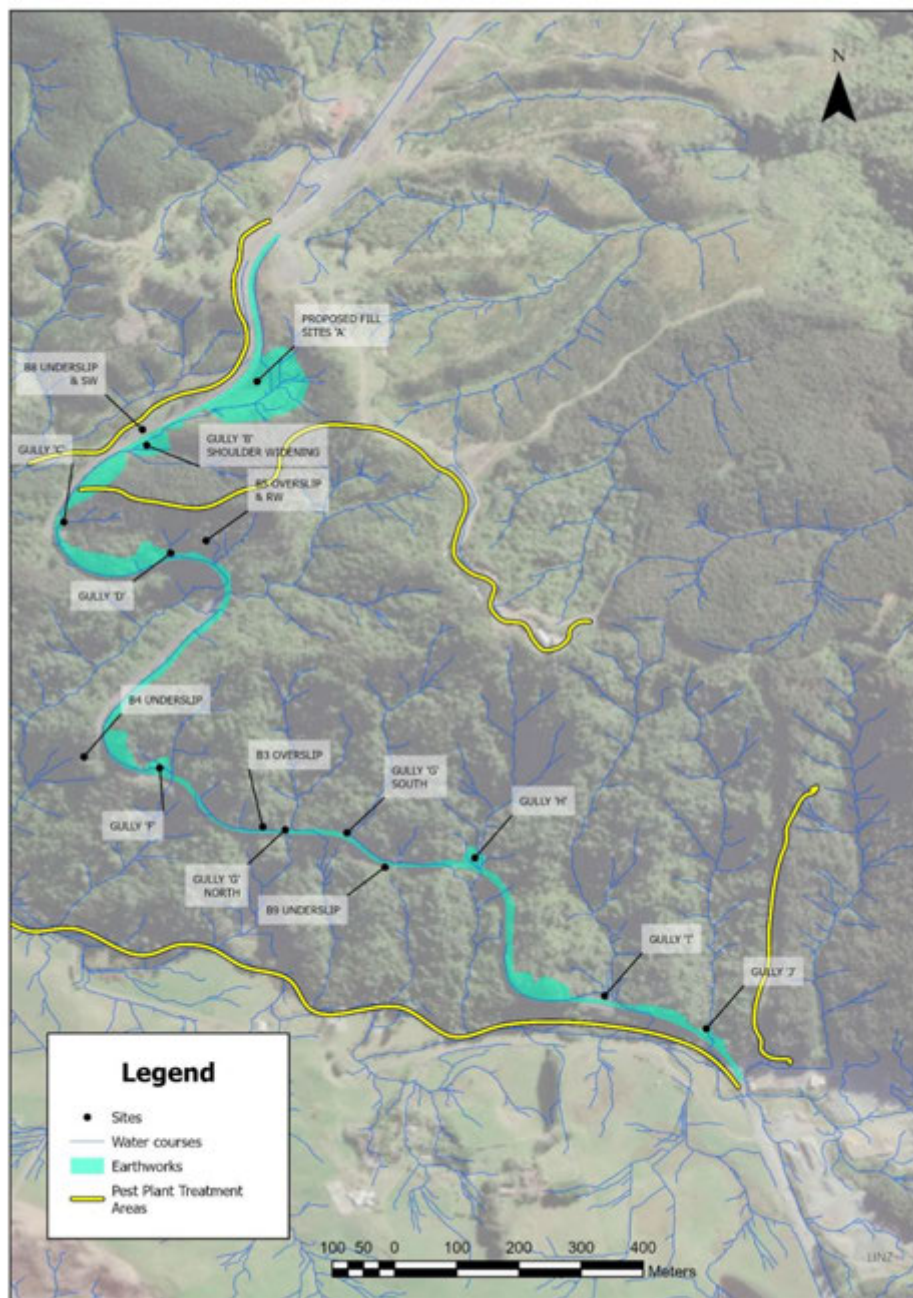 N
PROPOSED FILL
SITES 'A'
B8 UNDERSLIP
& SW
GULLY 'C'
GULLY 'B'
SHOULDER WIDENING
B5 OVERSLIP
& RW
GULLY 'D'
B4 UNDERSLIP
B3 OVERSLIP
GULLY 'G'
SOUTH
GULLY 'H'
GULLY 'F'
GULLY 'G'
NORTH
B9 UNDERSLIP
GULLY 'I'
GULLY 'J'
Legend
Sites
Water courses
Earthworks
Pest Plant Treatment
Areas
100 50 0 100 200 300 400
Meters
LINZ